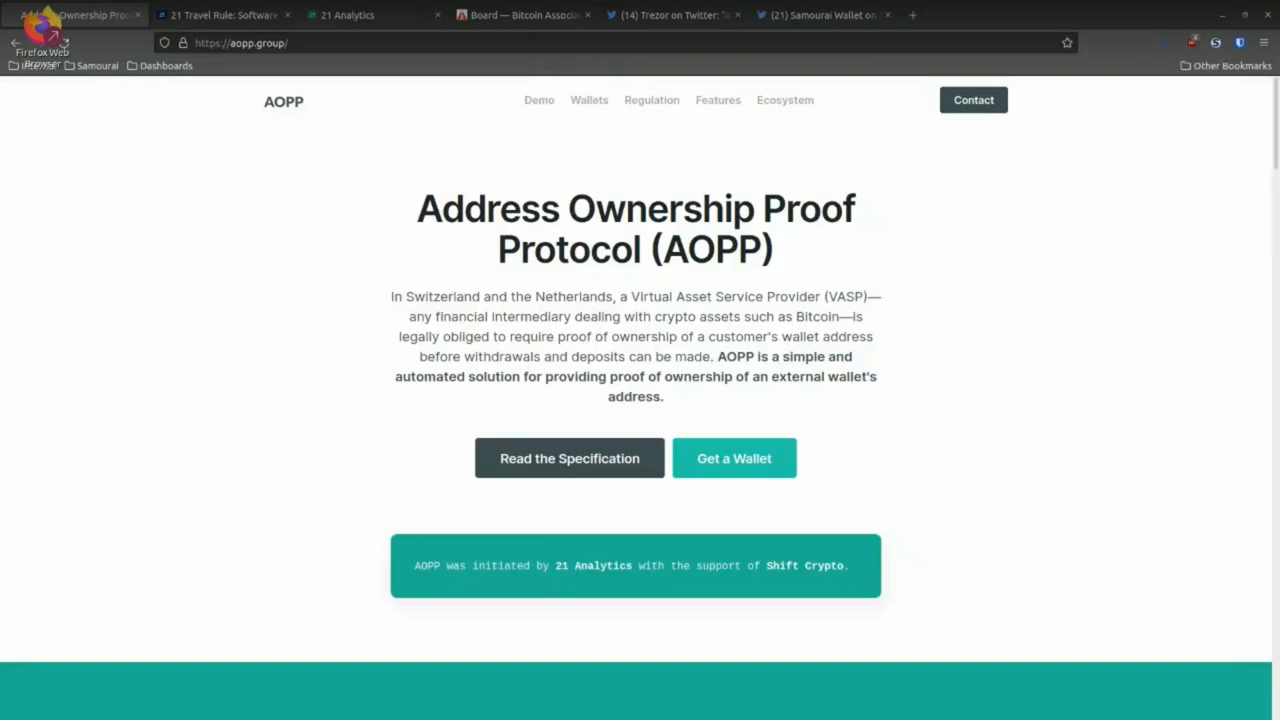 Address Ownership Proo
21 Travel Rule: Software
21 Analytics
Board — Bitcoin Associa
(14) Trezor on Twitter: "A
(21) Samourai Wallet on
https://aopp.group/
Firefox Web
Browser
Samourai
Dashboards
Other Bookmarks
AOPP
Demo
Wallets
Regulation
Features
Ecosystem
Contact
Address Ownership Proof
Protocol (AOPP)
In Switzerland and the Netherlands, a Virtual Asset Service Provider (VASP)—
any financial intermediary dealing with crypto assets such as Bitcoin—is
legally obliged to require proof of ownership of a customer's wallet address
before withdrawals and deposits can be made. AOPP is a simple and
automated solution for providing proof of ownership of an external wallet's
address.
Read the Specification
Get a Wallet
AOPP was initiated by 21 Analytics with the support of Shift Crypto.